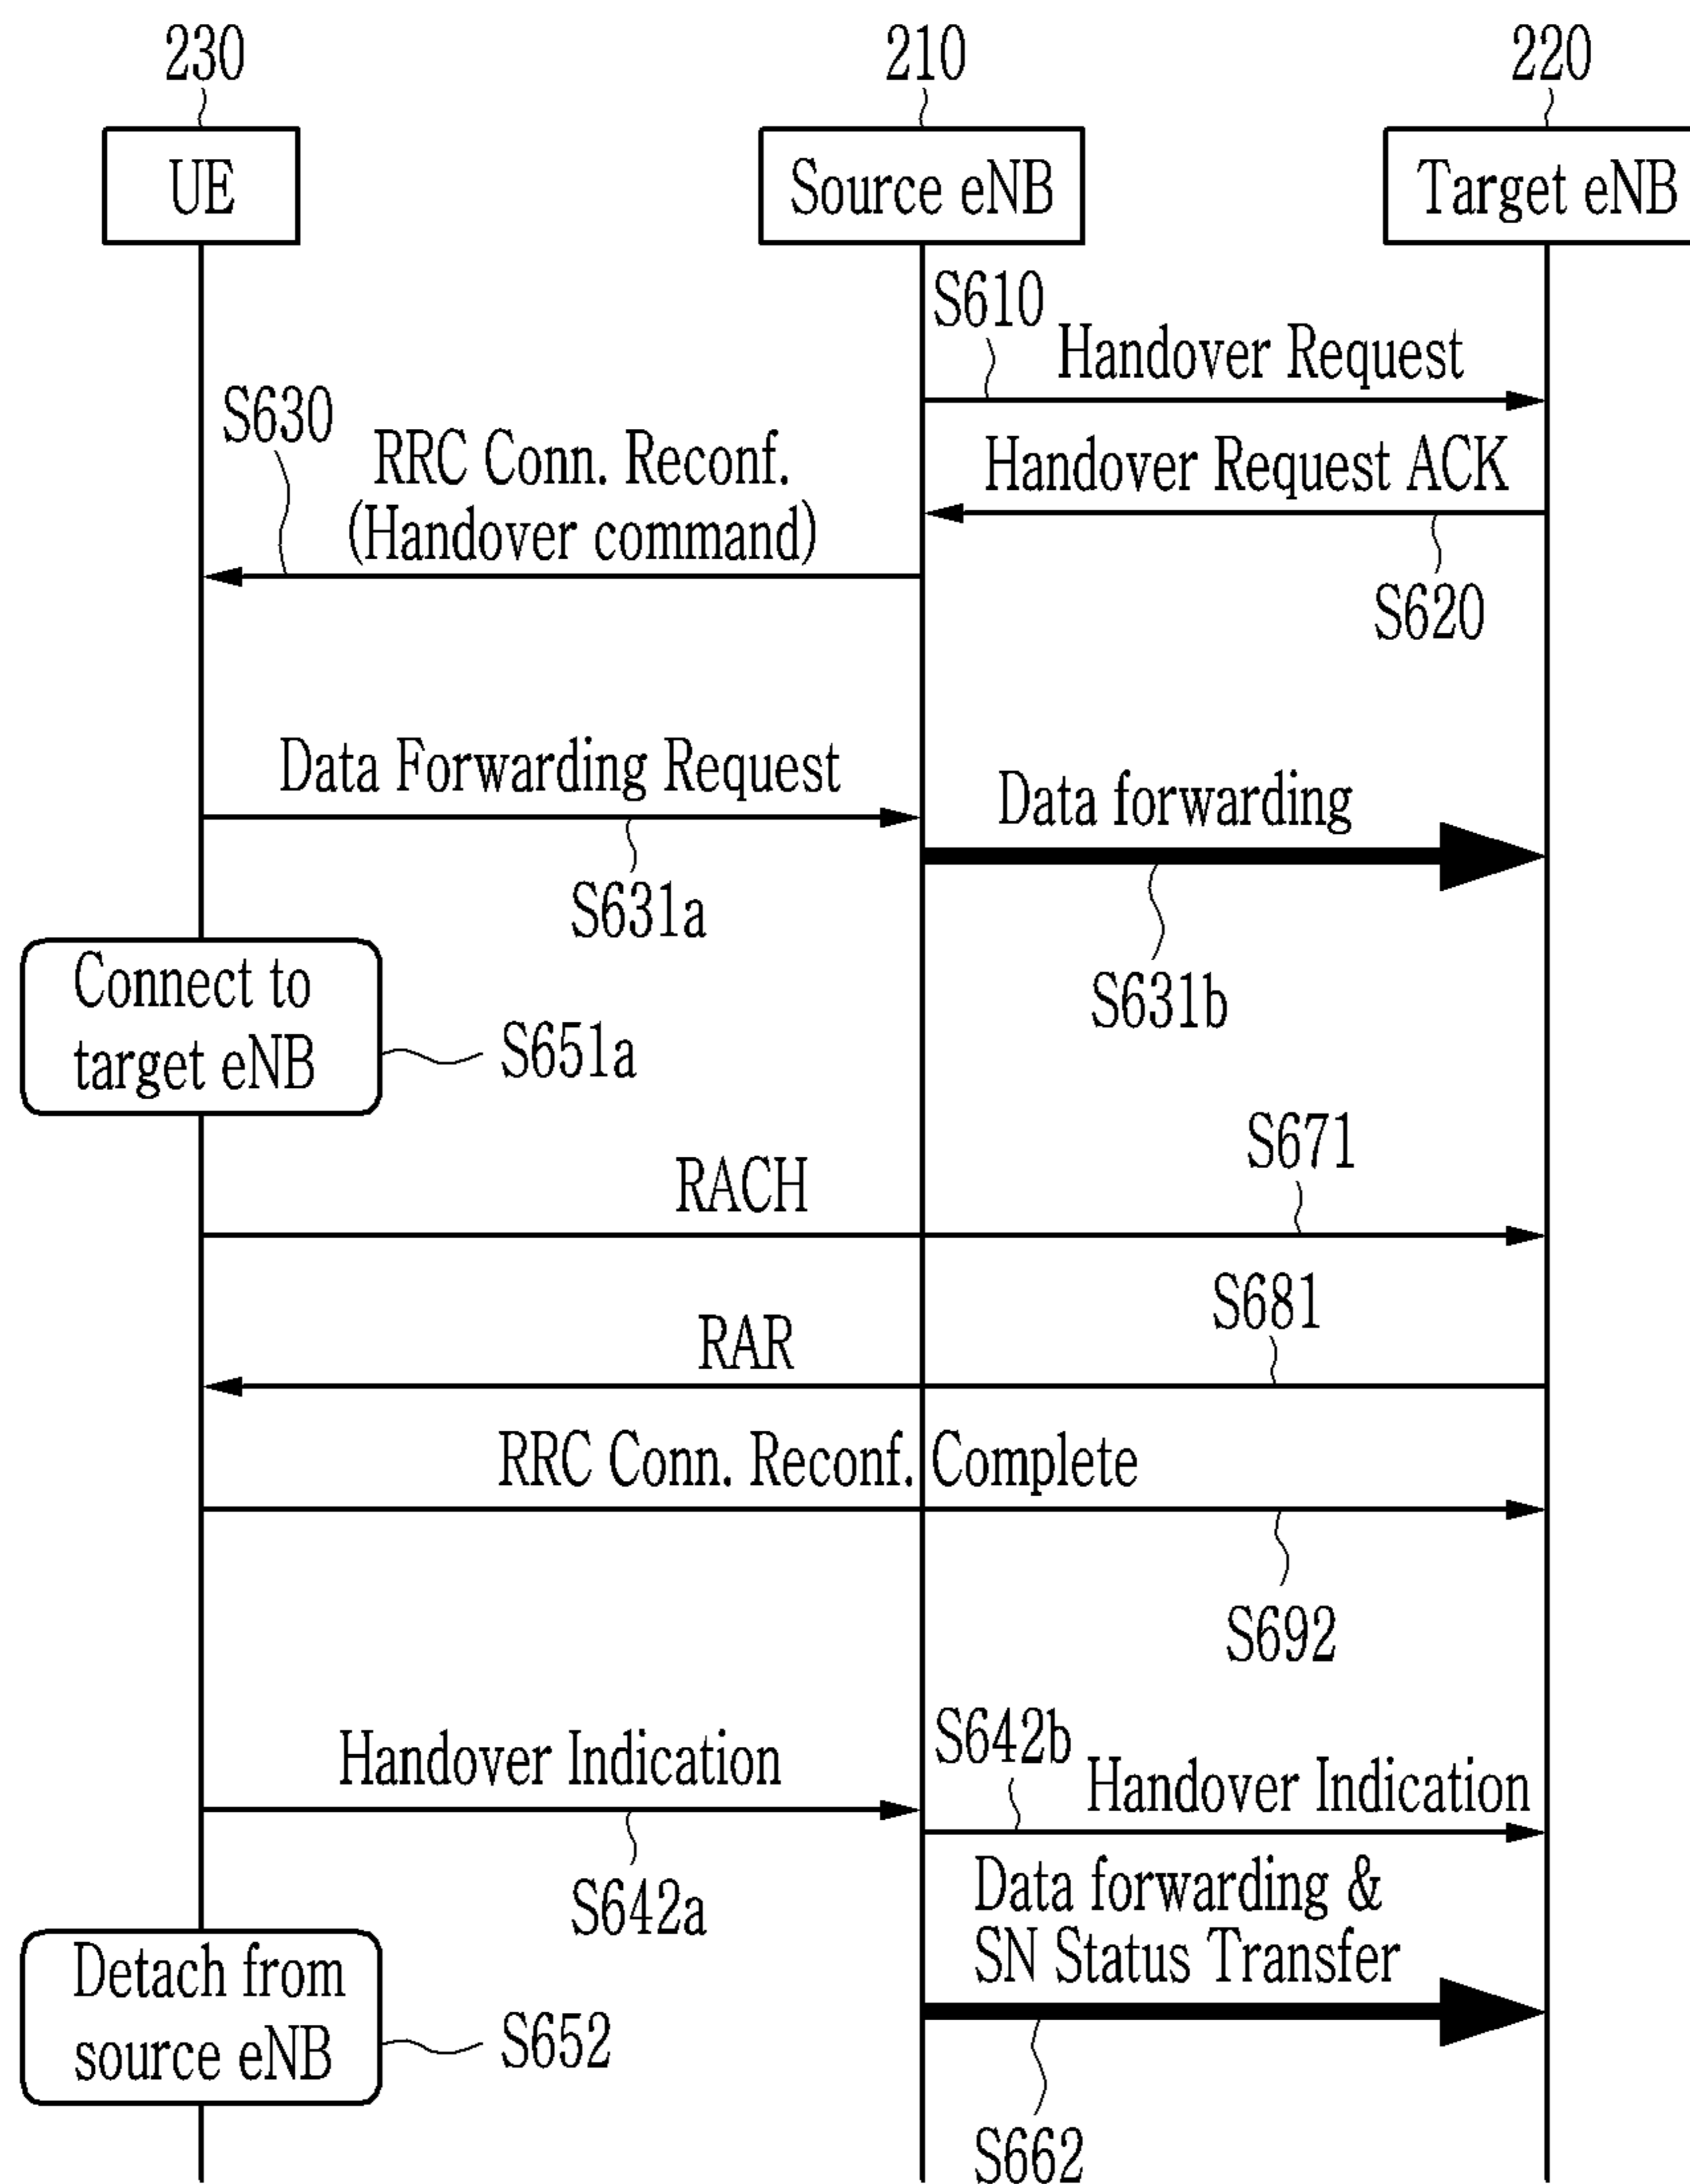 230
210
220
UE
Source eNB
Target eNB
S610
Handover Request
S630
RRC Conn. Reconf.
(Handover command)
Handover Request ACK
S620
Data Forwarding Request
Data forwarding
S631a
S631b
Connect to
target eNB
S651a
S671
RACH
S681
RAR
RRC Conn. Reconf. Complete
S692
S642b
Handover Indication
Handover Indication
S642a
Data forwarding &
SN Status Transfer
Detach from
source eNB
S652
S662